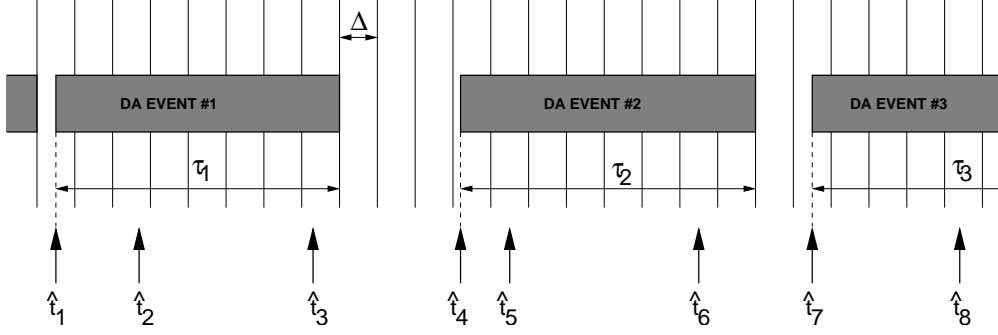 Δ
DA EVENT #1 DA EVENT #2 DA EVENT #3
τ₁ τ₂ τ₃
t̂₁ t̂₂ t̂₃ t̂₄ t̂₅ t̂₆ t̂₇ t̂₈